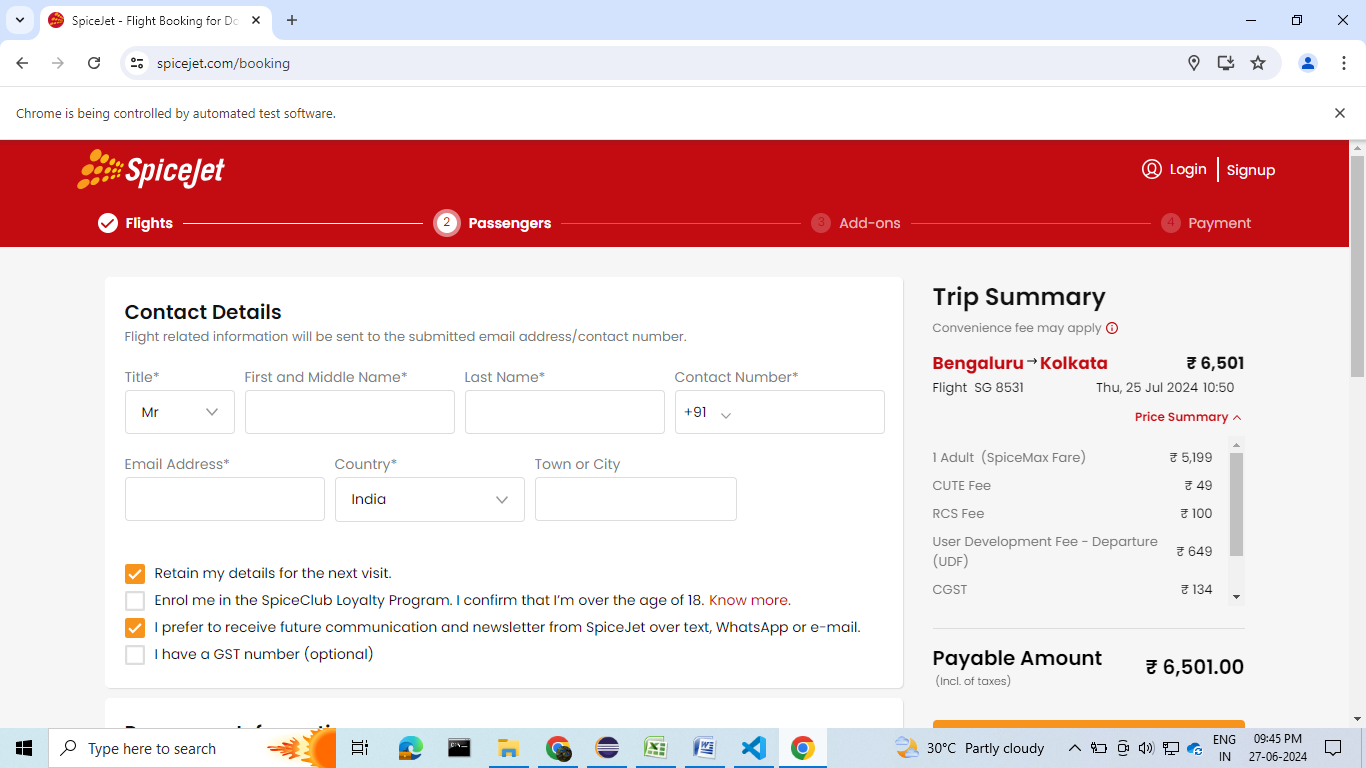 SpiceJet - Flight Booking for Do
spicejet.com/booking
Chrome is being controlled by automated test software.
SpiceJet
Login
Signup
Flights
2 Passengers
3 Add-ons
4 Payment
Contact Details
Flight related information will be sent to the submitted email address/contact number.
Title* First and Middle Name* Last Name* Contact Number*
Mr +91
Email Address* Country* Town or City
India
Retain my details for the next visit.
Enrol me in the SpiceClub Loyalty Program. I confirm that I’m over the age of 18. Know more.
I prefer to receive future communication and newsletter from SpiceJet over text, WhatsApp or e-mail.
I have a GST number (optional)
Trip Summary
Convenience fee may apply
Bengaluru Kolkata ₹ 6,501
Flight SG 8531 Thu, 25 Jul 2024 10:50
Price Summary
1 Adult (SpiceMax Fare) ₹ 5,199
CUTE Fee ₹ 49
RCS Fee ₹ 100
User Development Fee - Departure
(UDF) ₹ 649
CGST ₹ 134
Payable Amount ₹ 6,501.00
(Incl. of taxes)
Type here to search
30°C Partly cloudy
ENG
IN
09:45 PM
27-06-2024